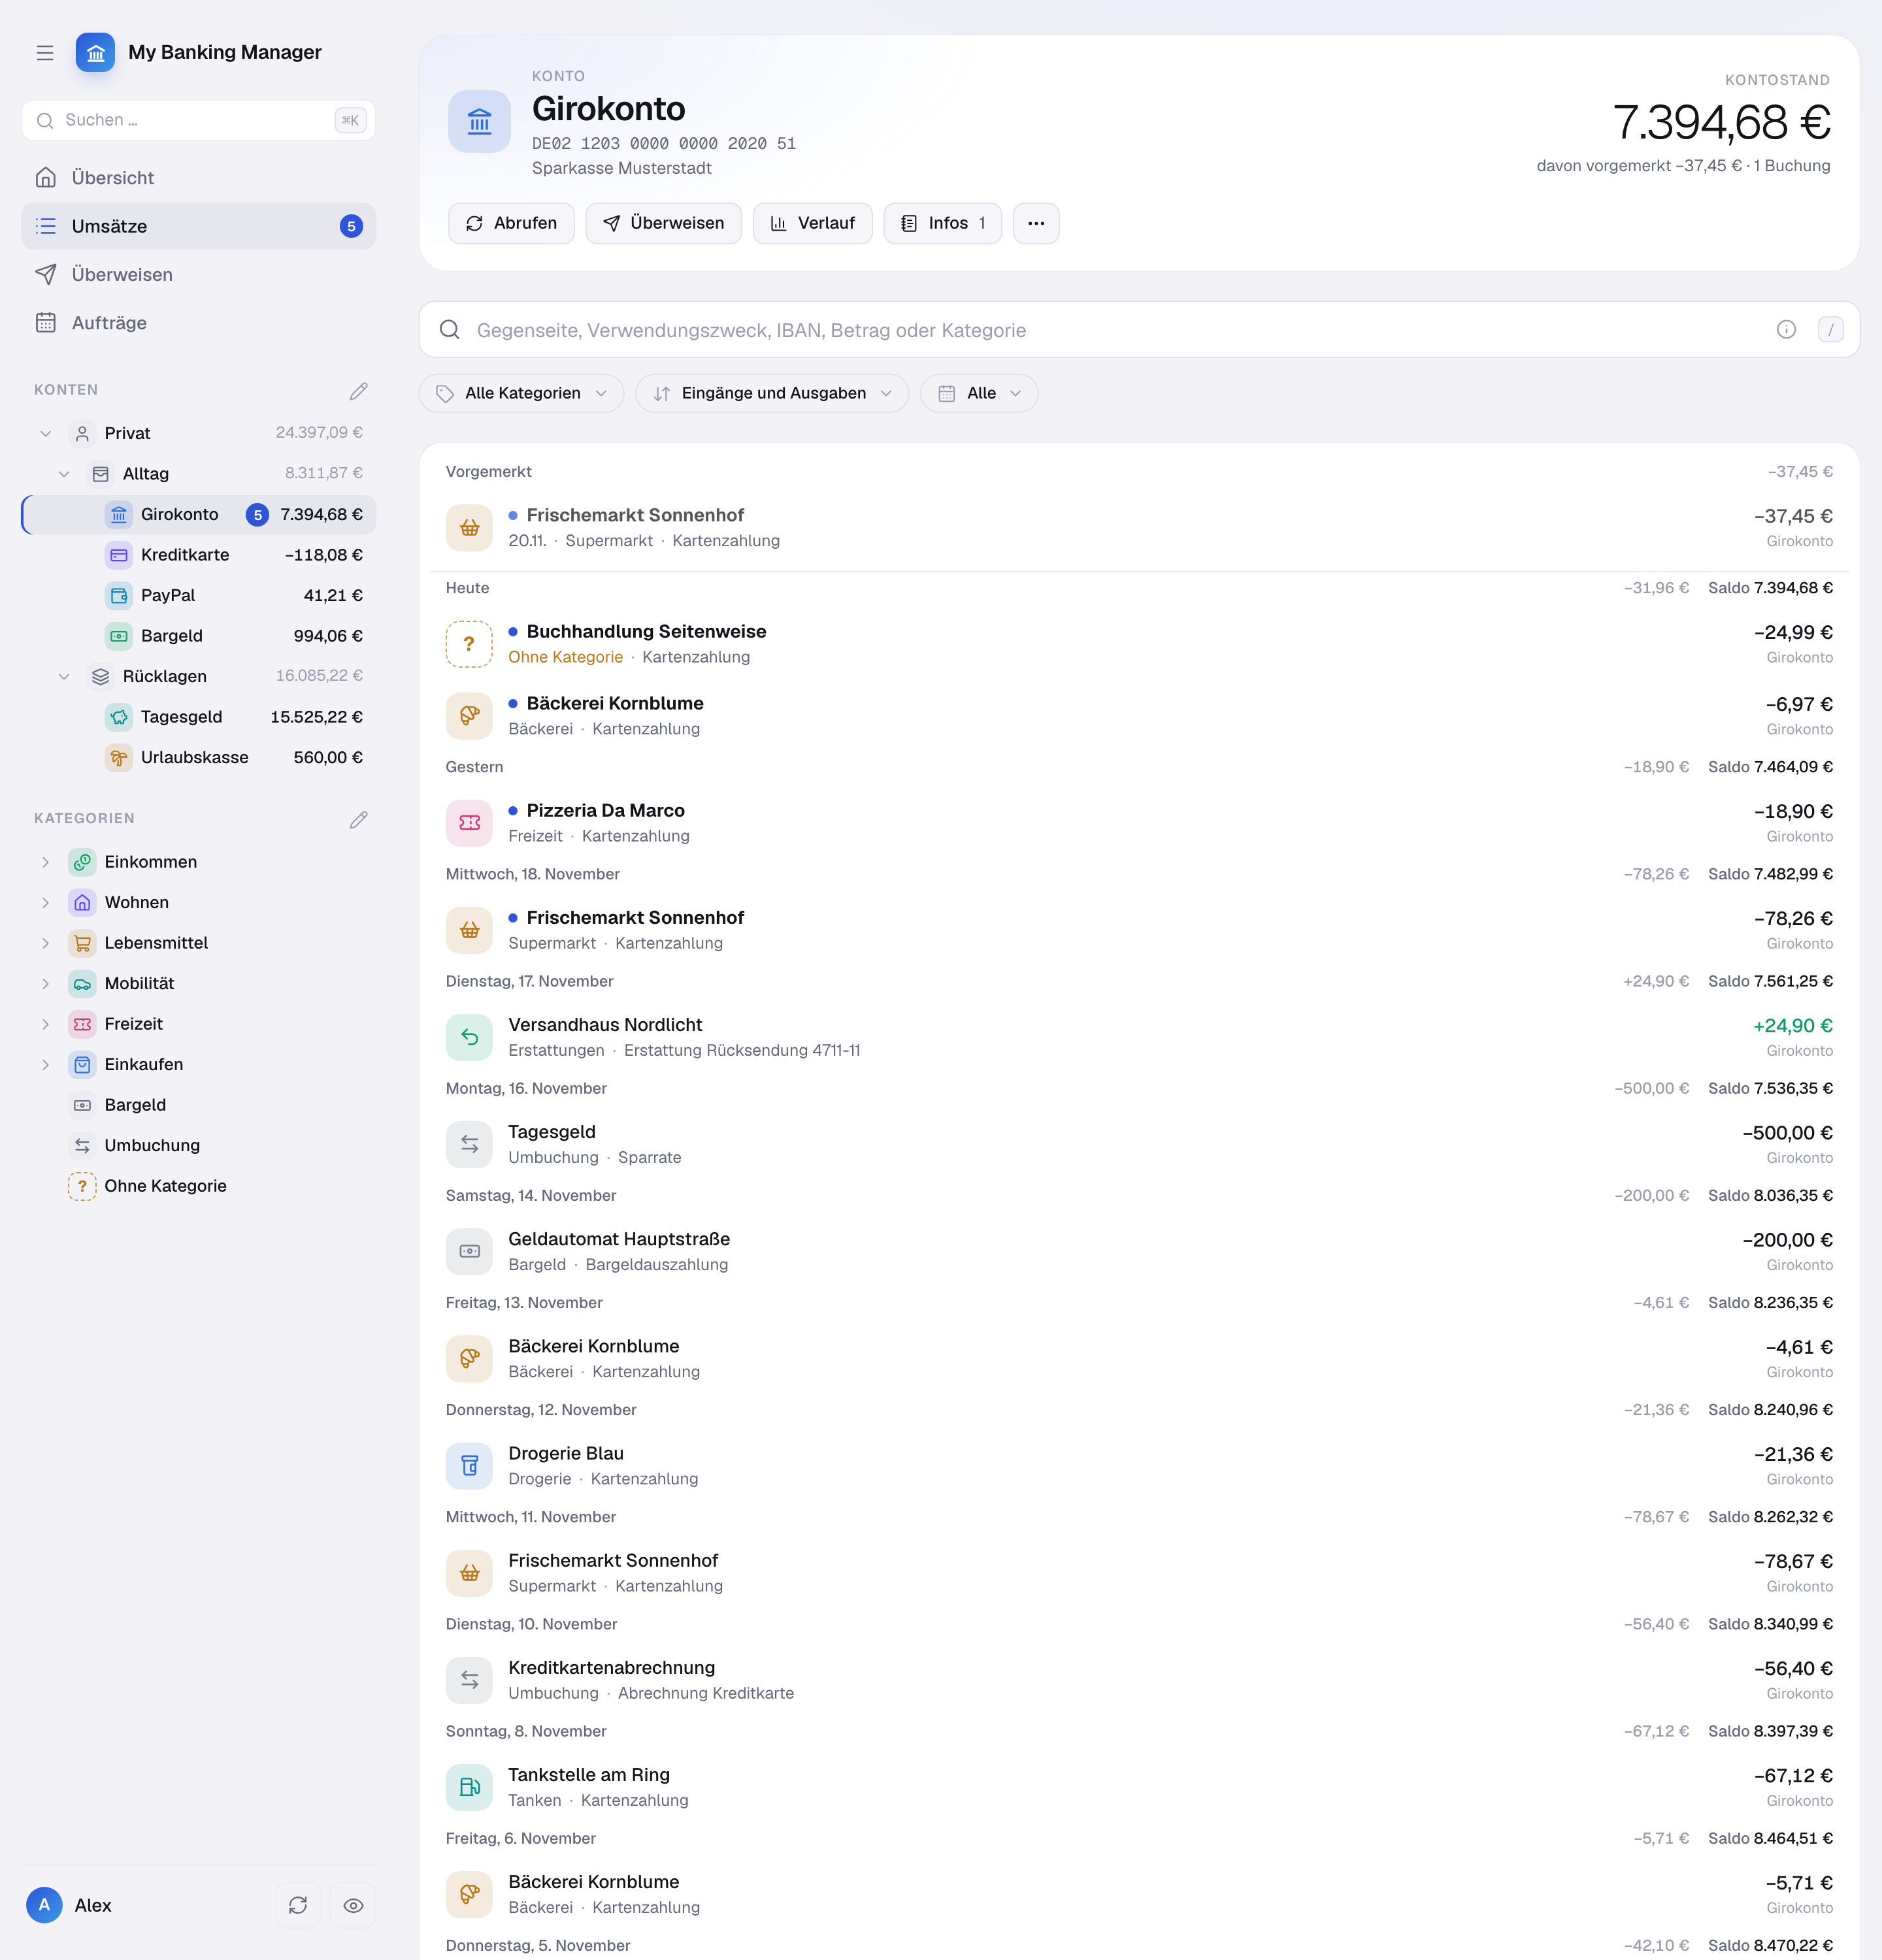 My Banking Manager
Suchen …
⌘K
Übersicht
Umsätze 5
Überweisen
Aufträge
KONTEN
Privat 24.397,09 €
Alltag 8.311,87 €
Girokonto 5 7.394,68 €
Kreditkarte −118,08 €
PayPal 41,21 €
Bargeld 994,06 €
Rücklagen 16.085,22 €
Tagesgeld 15.525,22 €
Urlaubskasse 560,00 €
KATEGORIEN
Einkommen
Wohnen
Lebensmittel
Mobilität
Freizeit
Einkaufen
Bargeld
Umbuchung
? Ohne Kategorie
A Alex
KONTO
Girokonto
DE02 1203 0000 0000 2020 51
Sparkasse Musterstadt
KONTOSTAND
7.394,68 €
davon vorgemerkt −37,45 € · 1 Buchung
Abrufen Überweisen Verlauf Infos 1 ···
Gegenseite, Verwendungszweck, IBAN, Betrag oder Kategorie /
Alle Kategorien Eingänge und Ausgaben Alle
Vorgemerkt −37,45 €
Frischemarkt Sonnenhof −37,45 €
20.11. · Supermarkt · Kartenzahlung Girokonto
Heute −31,96 € Saldo 7.394,68 €
? Buchhandlung Seitenweise −24,99 €
Ohne Kategorie · Kartenzahlung Girokonto
Bäckerei Kornblume −6,97 €
Bäckerei · Kartenzahlung Girokonto
Gestern −18,90 € Saldo 7.464,09 €
Pizzeria Da Marco −18,90 €
Freizeit · Kartenzahlung Girokonto
Mittwoch, 18. November −78,26 € Saldo 7.482,99 €
Frischemarkt Sonnenhof −78,26 €
Supermarkt · Kartenzahlung Girokonto
Dienstag, 17. November +24,90 € Saldo 7.561,25 €
Versandhaus Nordlicht +24,90 €
Erstattungen · Erstattung Rücksendung 4711-11 Girokonto
Montag, 16. November −500,00 € Saldo 7.536,35 €
Tagesgeld −500,00 €
Umbuchung · Sparrate Girokonto
Samstag, 14. November −200,00 € Saldo 8.036,35 €
Geldautomat Hauptstraße −200,00 €
Bargeld · Bargeldauszahlung Girokonto
Freitag, 13. November −4,61 € Saldo 8.236,35 €
Bäckerei Kornblume −4,61 €
Bäckerei · Kartenzahlung Girokonto
Donnerstag, 12. November −21,36 € Saldo 8.240,96 €
Drogerie Blau −21,36 €
Drogerie · Kartenzahlung Girokonto
Mittwoch, 11. November −78,67 € Saldo 8.262,32 €
Frischemarkt Sonnenhof −78,67 €
Supermarkt · Kartenzahlung Girokonto
Dienstag, 10. November −56,40 € Saldo 8.340,99 €
Kreditkartenabrechnung −56,40 €
Umbuchung · Abrechnung Kreditkarte Girokonto
Sonntag, 8. November −67,12 € Saldo 8.397,39 €
Tankstelle am Ring −67,12 €
Tanken · Kartenzahlung Girokonto
Freitag, 6. November −5,71 € Saldo 8.464,51 €
Bäckerei Kornblume −5,71 €
Bäckerei · Kartenzahlung Girokonto
Donnerstag, 5. November −42,10 € Saldo 8.470,22 €